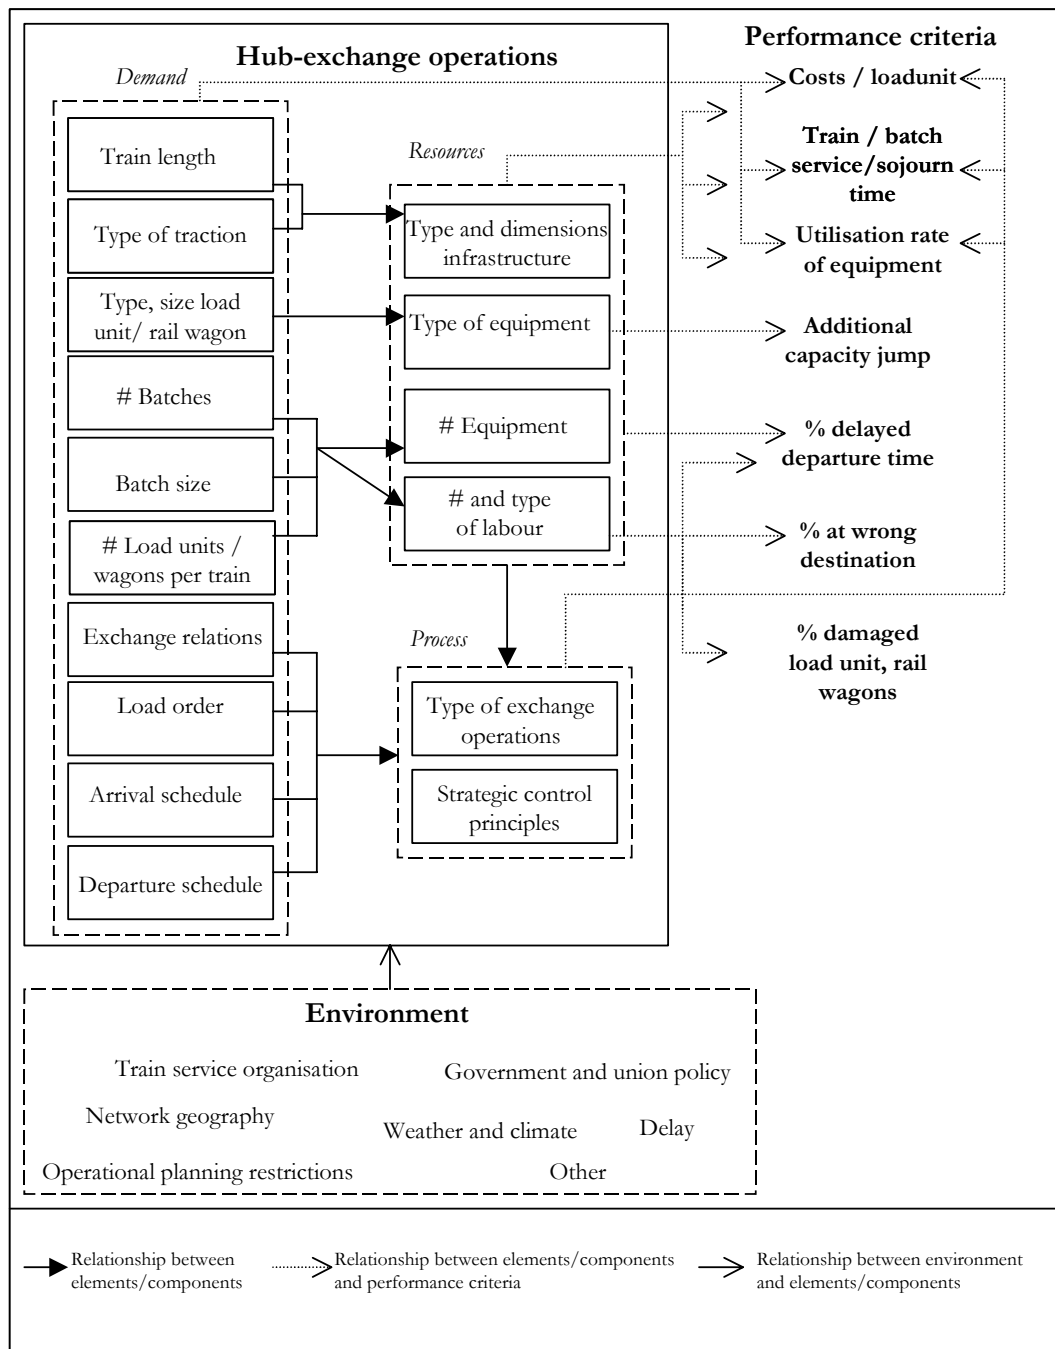 Hub-exchange operations
Performance criteria
Demand
Costs / loadunit
Train length
Resources
Train / batch
service/sojourn
time
Type of traction
Type and dimensions
infrastructure
Utilisation rate
of equipment
Type, size load
unit/ rail wagon
Type of equipment
Additional
capacity jump
# Batches
# Equipment
% delayed
departure time
Batch size
# and type
of labour
% at wrong
destination
# Load units /
wagons per train
Exchange relations
Process
% damaged
load unit, rail
wagons
Load order
Type of exchange
operations
Arrival schedule
Strategic control
principles
Departure schedule
Environment
Train service organisation
Government and union policy
Network geography
Weather and climate
Delay
Operational planning restrictions
Other
Relationship between
elements/components
Relationship between elements/components
and performance criteria
Relationship between environment
and elements/components